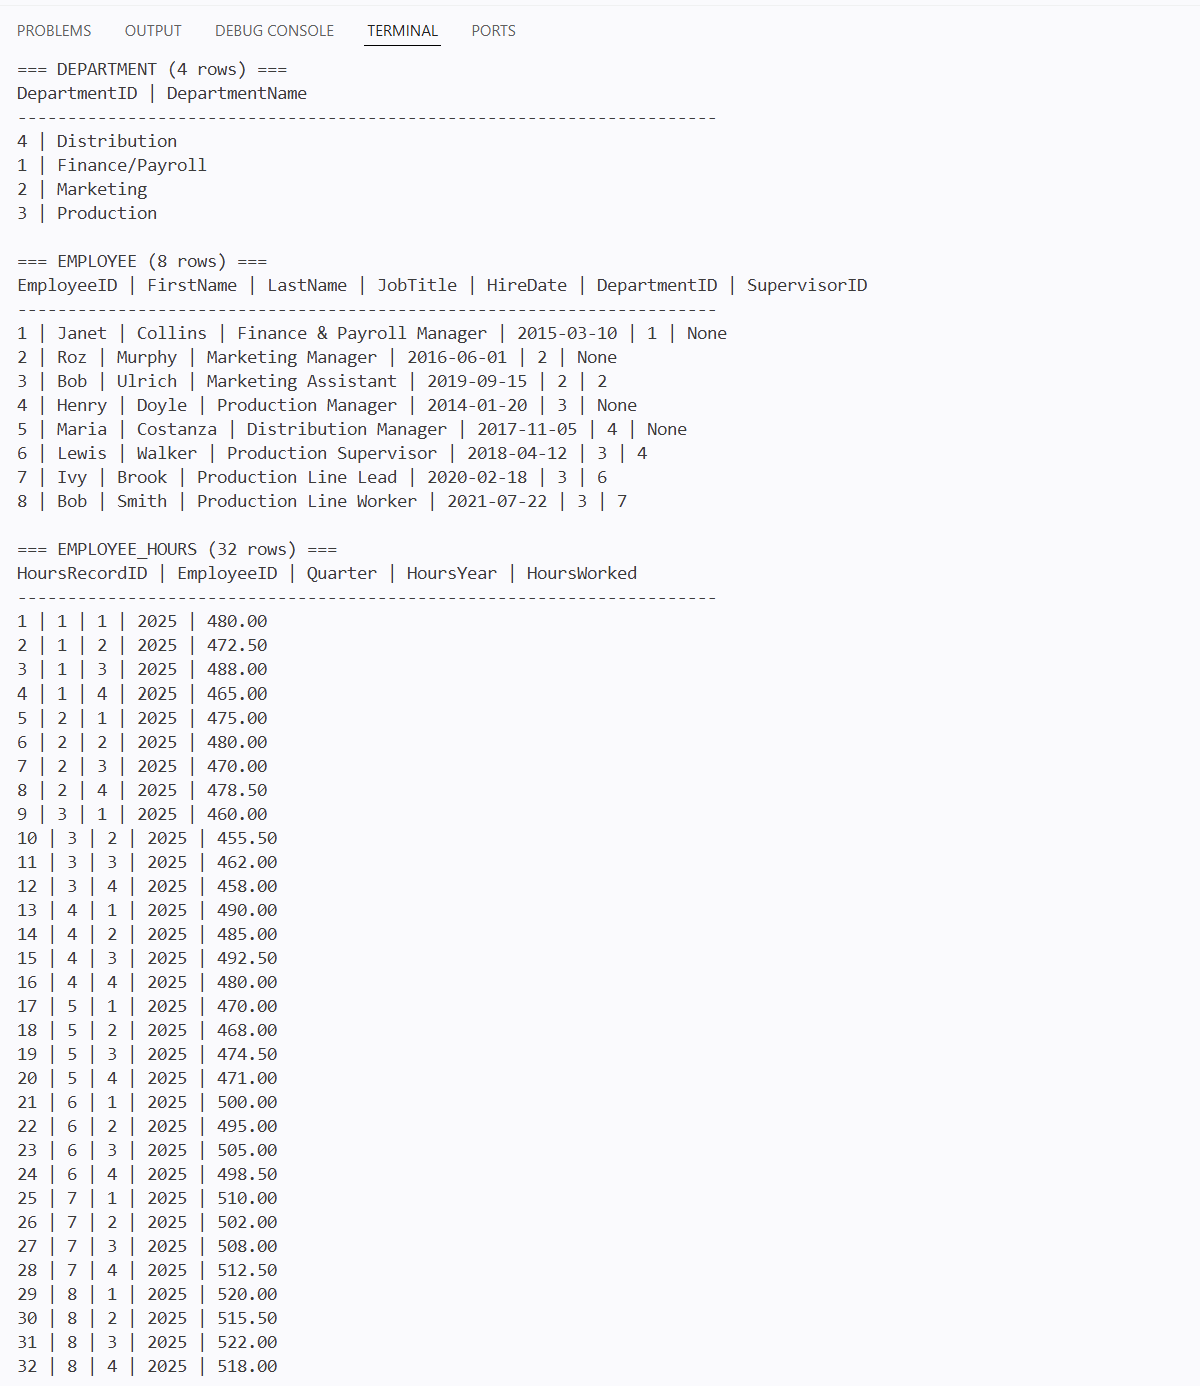 PROBLEMS OUTPUT DEBUG CONSOLE TERMINAL PORTS
=== DEPARTMENT (4 rows) ===
DepartmentID | DepartmentName
----------------------------------------------------------------------
4 | Distribution
1 | Finance/Payroll
2 | Marketing
3 | Production
=== EMPLOYEE (8 rows) ===
EmployeeID | FirstName | LastName | JobTitle | HireDate | DepartmentID | SupervisorID
----------------------------------------------------------------------
1 | Janet | Collins | Finance & Payroll Manager | 2015-03-10 | 1 | None
2 | Roz | Murphy | Marketing Manager | 2016-06-01 | 2 | None
3 | Bob | Ulrich | Marketing Assistant | 2019-09-15 | 2 | 2
4 | Henry | Doyle | Production Manager | 2014-01-20 | 3 | None
5 | Maria | Costanza | Distribution Manager | 2017-11-05 | 4 | None
6 | Lewis | Walker | Production Supervisor | 2018-04-12 | 3 | 4
7 | Ivy | Brook | Production Line Lead | 2020-02-18 | 3 | 6
8 | Bob | Smith | Production Line Worker | 2021-07-22 | 3 | 7
=== EMPLOYEE_HOURS (32 rows) ===
HoursRecordID | EmployeeID | Quarter | HoursYear | HoursWorked
----------------------------------------------------------------------
1 | 1 | 1 | 2025 | 480.00
2 | 1 | 2 | 2025 | 472.50
3 | 1 | 3 | 2025 | 488.00
4 | 1 | 4 | 2025 | 465.00
5 | 2 | 1 | 2025 | 475.00
6 | 2 | 2 | 2025 | 480.00
7 | 2 | 3 | 2025 | 470.00
8 | 2 | 4 | 2025 | 478.50
9 | 3 | 1 | 2025 | 460.00
10 | 3 | 2 | 2025 | 455.50
11 | 3 | 3 | 2025 | 462.00
12 | 3 | 4 | 2025 | 458.00
13 | 4 | 1 | 2025 | 490.00
14 | 4 | 2 | 2025 | 485.00
15 | 4 | 3 | 2025 | 492.50
16 | 4 | 4 | 2025 | 480.00
17 | 5 | 1 | 2025 | 470.00
18 | 5 | 2 | 2025 | 468.00
19 | 5 | 3 | 2025 | 474.50
20 | 5 | 4 | 2025 | 471.00
21 | 6 | 1 | 2025 | 500.00
22 | 6 | 2 | 2025 | 495.00
23 | 6 | 3 | 2025 | 505.00
24 | 6 | 4 | 2025 | 498.50
25 | 7 | 1 | 2025 | 510.00
26 | 7 | 2 | 2025 | 502.00
27 | 7 | 3 | 2025 | 508.00
28 | 7 | 4 | 2025 | 512.50
29 | 8 | 1 | 2025 | 520.00
30 | 8 | 2 | 2025 | 515.50
31 | 8 | 3 | 2025 | 522.00
32 | 8 | 4 | 2025 | 518.00